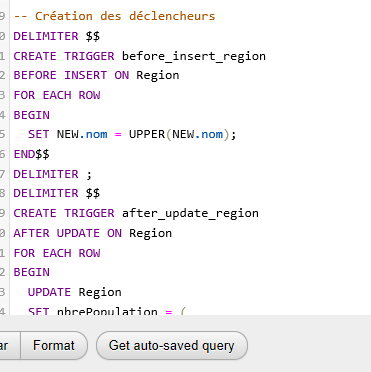 9 -- Création des déclencheurs
0 DELIMITER $$
1 CREATE TRIGGER before_insert_region
2 BEFORE INSERT ON Region
3 FOR EACH ROW
4 BEGIN
5 SET NEW.nom = UPPER(NEW.nom);
6 END$$
7 DELIMITER ;
8 DELIMITER $$
9 CREATE TRIGGER after_update_region
0 AFTER UPDATE ON Region
1 FOR EACH ROW
2 BEGIN
3 UPDATE Region
4 SET nbrePopulation = (
ar Format Get auto-saved query